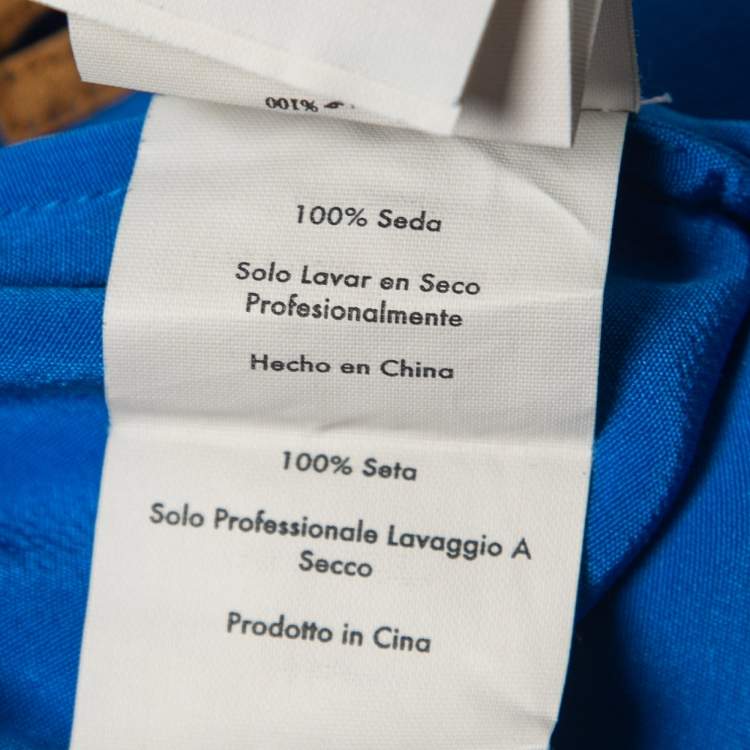 100%
100% Seda
Solo Lavar en Seco
Profesionalmente
Hecho en China
100% Seta
Solo Professionale Lavaggio A
Secco
Prodotto in Cina